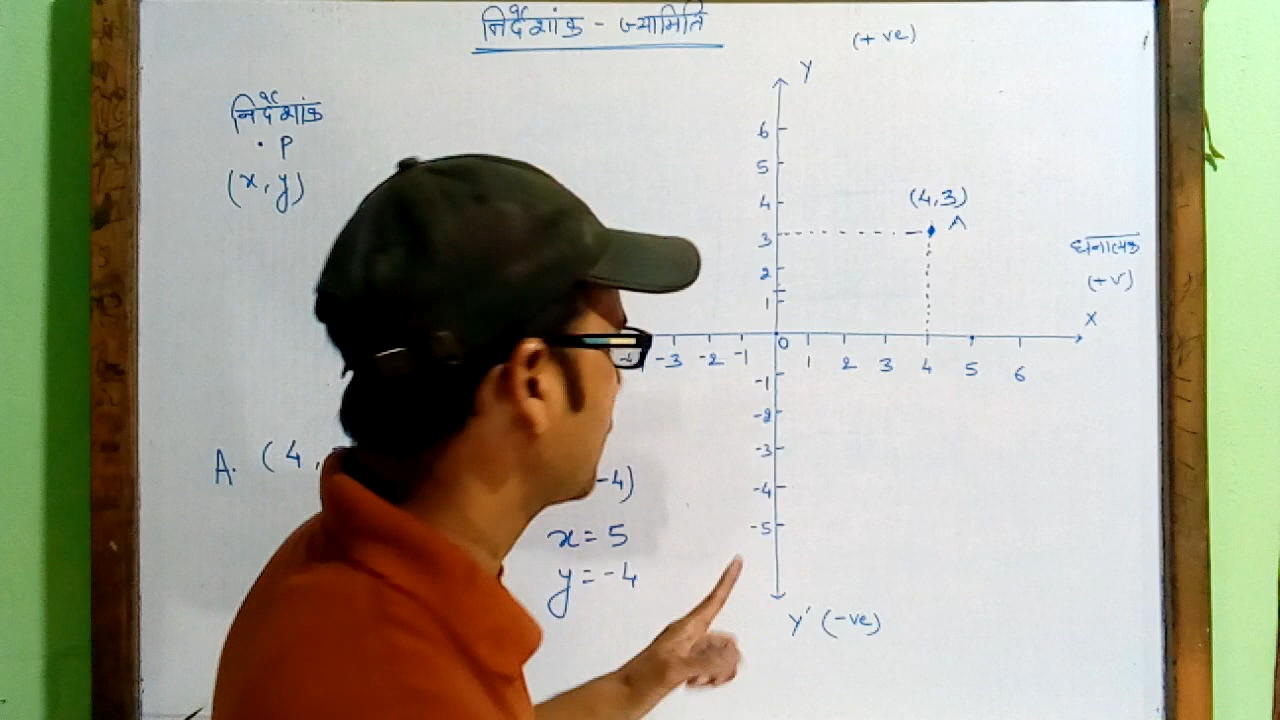 निर्देशांक - ज्यामिति
(+ve)
निर्देशांक
. P
(x, y)
Y
6
5
4
3
2
1
(4,3)
A
धनात्मक
(+v)
X
-4 -3 -2 -1 0 1 2 3 4 5 6
-1
-2
-3
-4
-5
A. (4,
-4)
x = 5
y = -4
Y' (-ve)